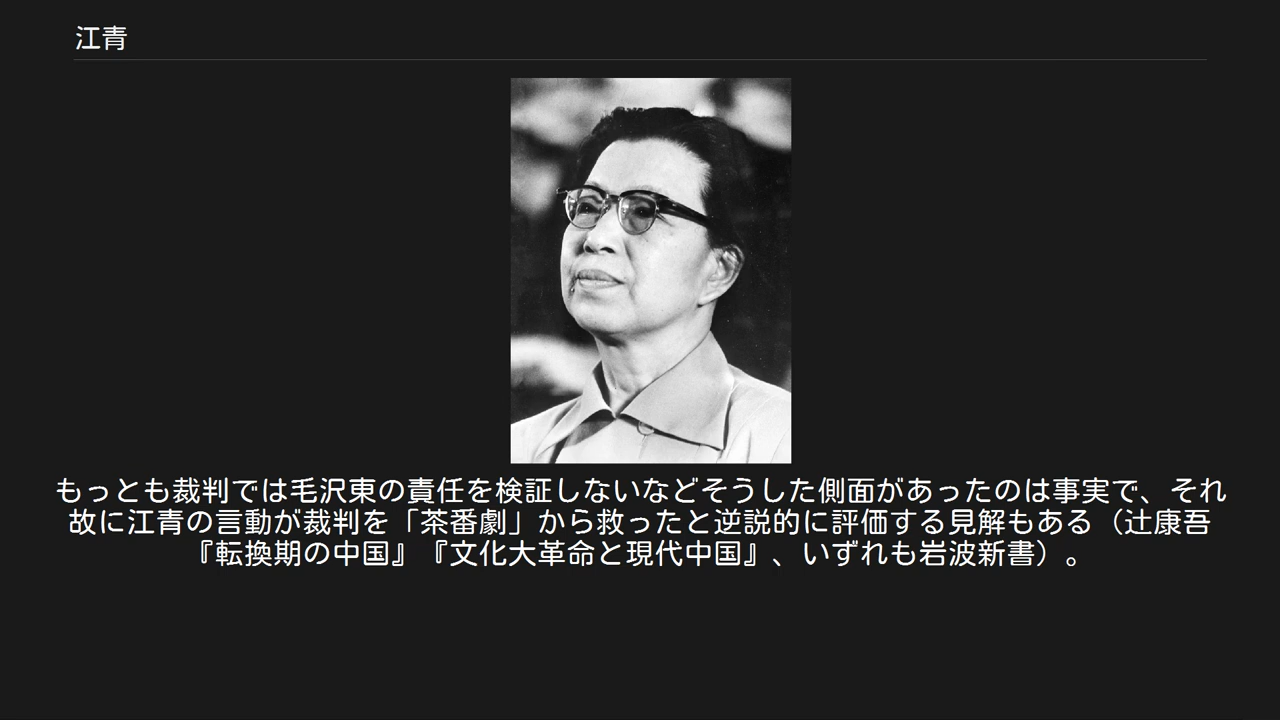 江青
もっとも裁判では毛沢東の責任を検証しないなどそうした側面があったのは事実で、それ
故に江青の言動が裁判を「茶番劇」から救ったと逆説的に評価する見解もある（辻康吾
『転換期の中国』『文化大革命と現代中国』、いずれも岩波新書）。